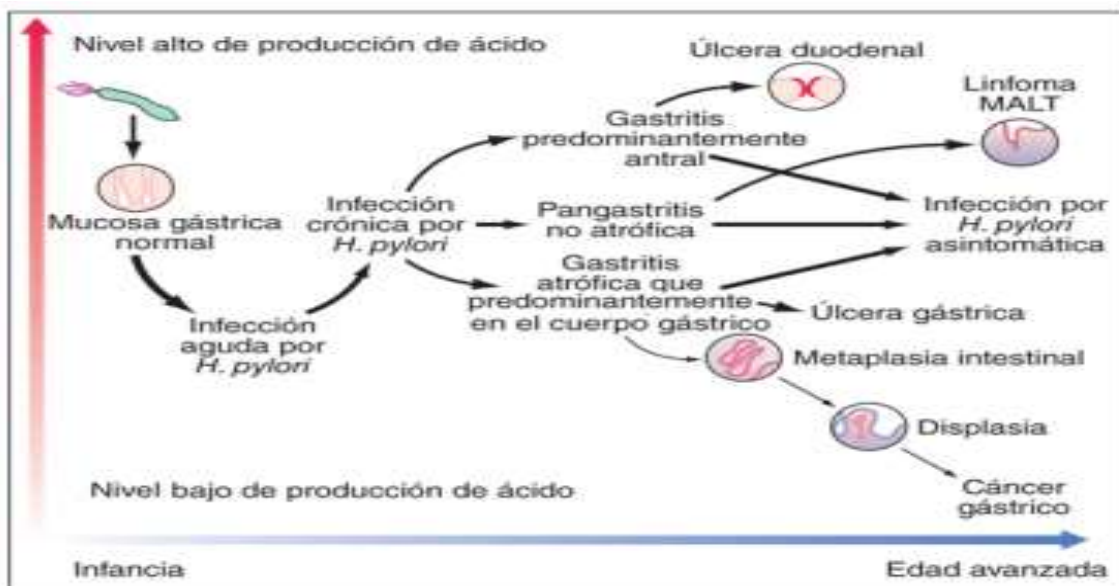 Nivel alto de producción de ácido
Úlcera duodenal
Linfoma
MALT
Gastritis
predominantemente
antral
Mucosa gástrica
normal
Infección
crónica por
H. pylori
Pangastritis
no atrófica
Infección por
H. pylori
asintomática
Gastritis
atrófica que
predominantemente
en el cuerpo gástrico
Úlcera gástrica
Infección
aguda por
H. pylori
Metaplasia intestinal
Displasia
Nivel bajo de producción de ácido
Cáncer
gástrico
Infancia
Edad avanzada